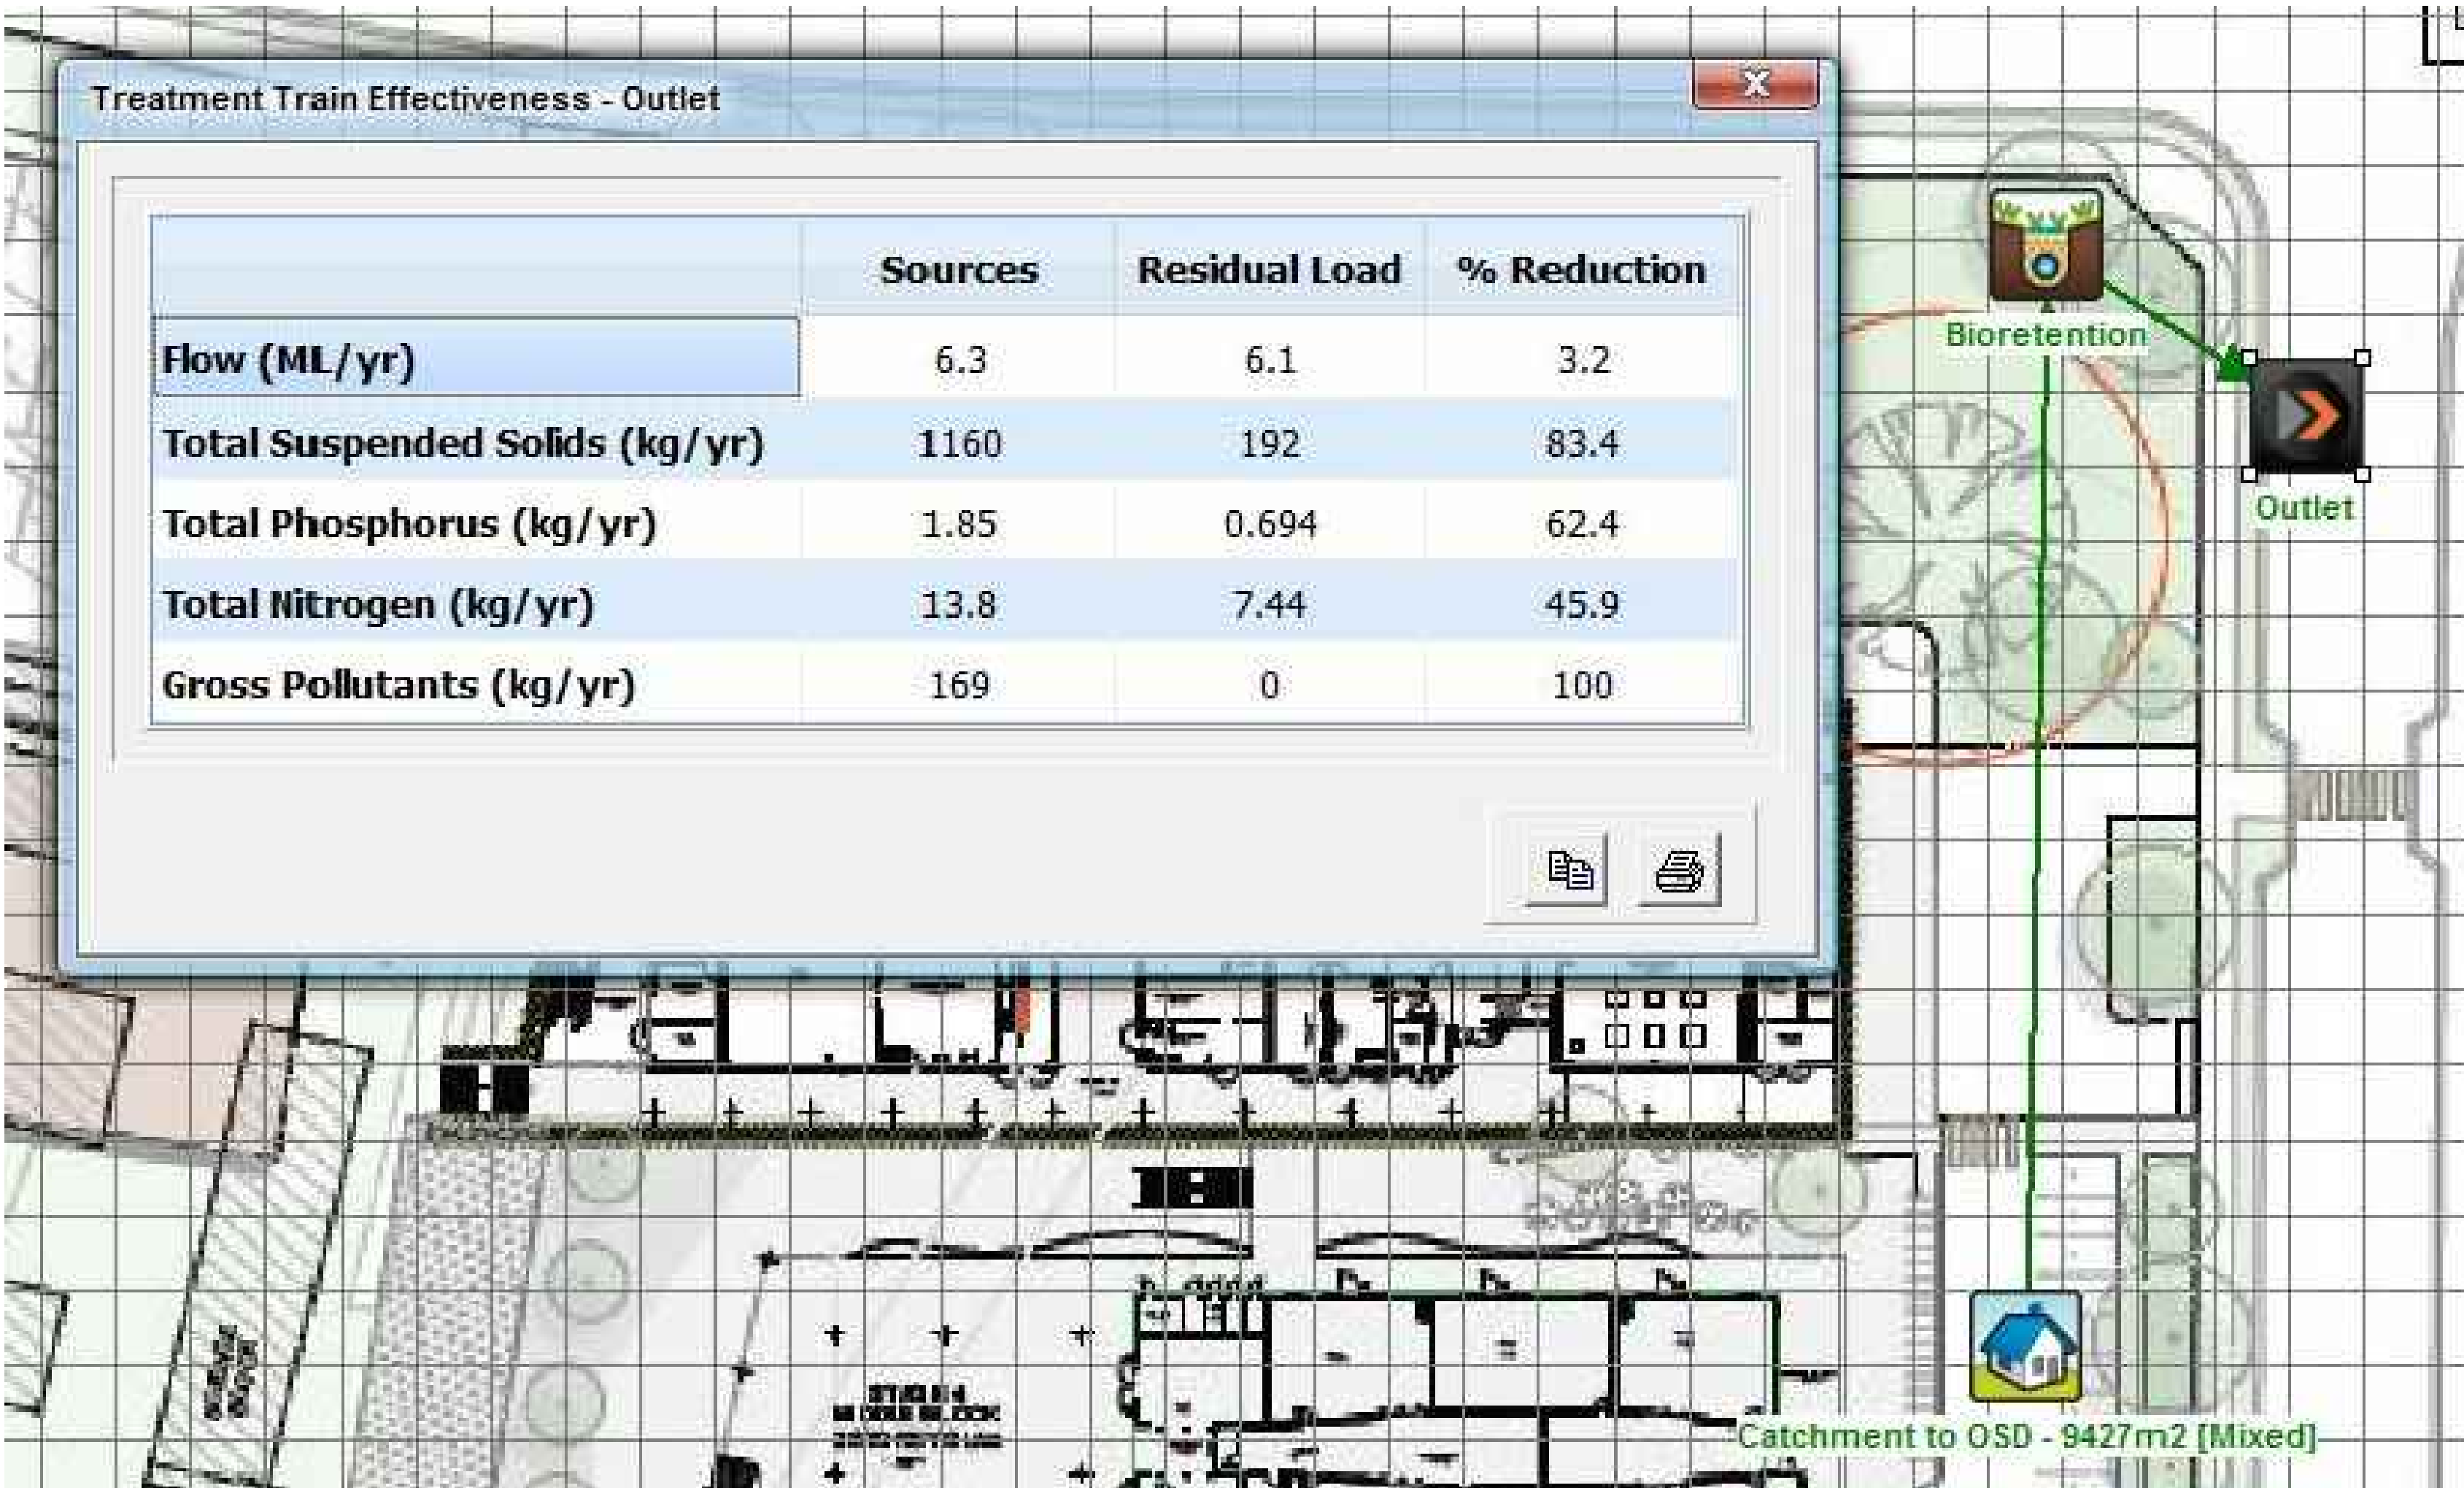 Treatment Train Effectiveness - Outlet
Sources Residual Load % Reduction
Flow (ML/yr) 6.3 6.1 3.2
Total Suspended Solids (kg/yr) 1160 192 83.4
Total Phosphorus (kg/yr) 1.85 0.694 62.4
Total Nitrogen (kg/yr) 13.8 7.44 45.9
Gross Pollutants (kg/yr) 169 0 100
Bioretention
Outlet
Catchment to OSD - 9427m2 [Mixed]